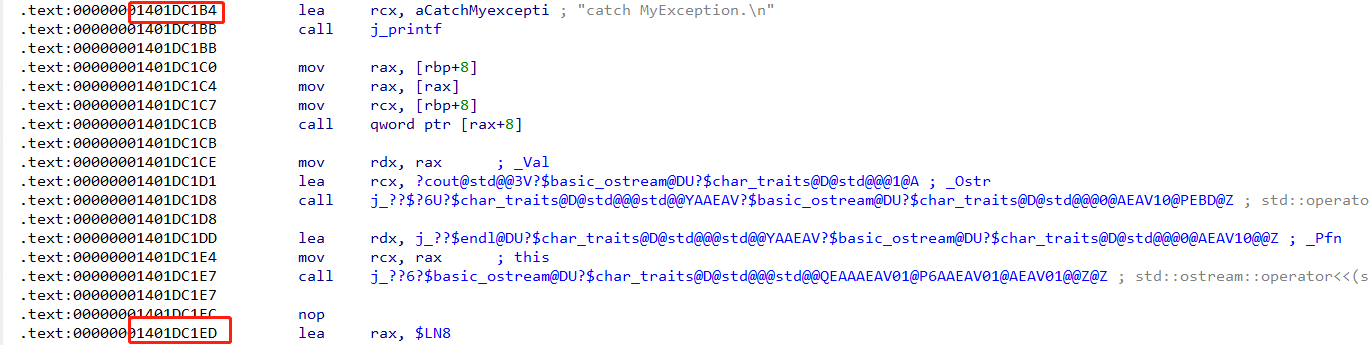 .text:00000001401DC1B4 lea rcx, aCatchMyexcepti ; "catch MyException.\n"
.text:00000001401DC1BB call j_printf
.text:00000001401DC1BB
.text:00000001401DC1C0 mov rax, [rbp+8]
.text:00000001401DC1C4 mov rax, [rax]
.text:00000001401DC1C7 mov rcx, [rbp+8]
.text:00000001401DC1CB call qword ptr [rax+8]
.text:00000001401DC1CB
.text:00000001401DC1CE mov rdx, rax ; _Val
.text:00000001401DC1D1 lea rcx, ?cout@std@@3V?$basic_ostream@DU?$char_traits@D@std@@@1@A ; _Ostr
.text:00000001401DC1D8 call j_??$?6U?$char_traits@D@std@@@std@@YAAEAV?$basic_ostream@DU?$char_traits@D@std@@@0@AEAV10@PEBD@Z ; std::operato
.text:00000001401DC1D8
.text:00000001401DC1DD lea rdx, j_??$endl@DU?$char_traits@D@std@@@std@@YAAEAV?$basic_ostream@DU?$char_traits@D@std@@@0@AEAV10@@Z ; _Pfn
.text:00000001401DC1E4 mov rcx, rax ; this
.text:00000001401DC1E7 call j_??6?$basic_ostream@DU?$char_traits@D@std@@@std@@QEAAAEAV01@P6AAEAV01@AEAV01@@Z@Z ; std::ostream::operator<<(s
.text:00000001401DC1E7
.text:00000001401DC1EC nop
.text:00000001401DC1ED lea rax, $LN8